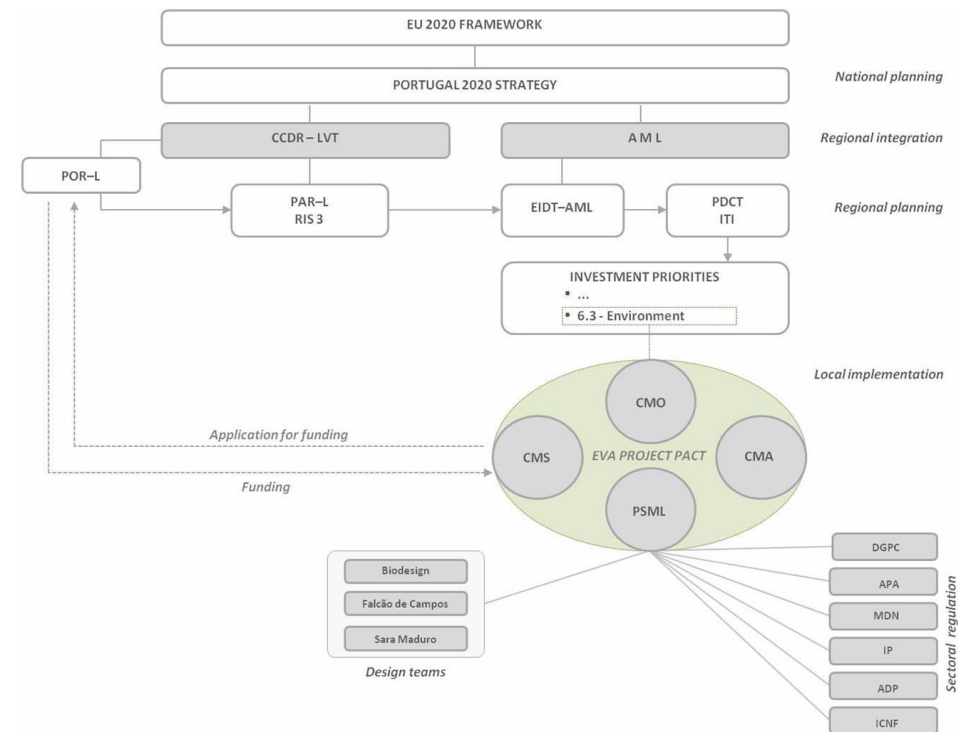 EU 2020 FRAMEWORK
PORTUGAL 2020 STRATEGY
National planning
CCDR – LVT
A M L
Regional integration
POR–L
PAR–L
RIS 3
EIDT–AML
PDCT
ITI
Regional planning
INVESTMENT PRIORITIES
• ...
• 6.3 - Environment
Local implementation
CMO
Application for funding
CMS
EVA PROJECT PACT
CMA
Funding
PSML
Biodesign
Falcão de Campos
Sara Maduro
Design teams
DGPC
APA
MDN
IP
ADP
ICNF
Sectoral regulation